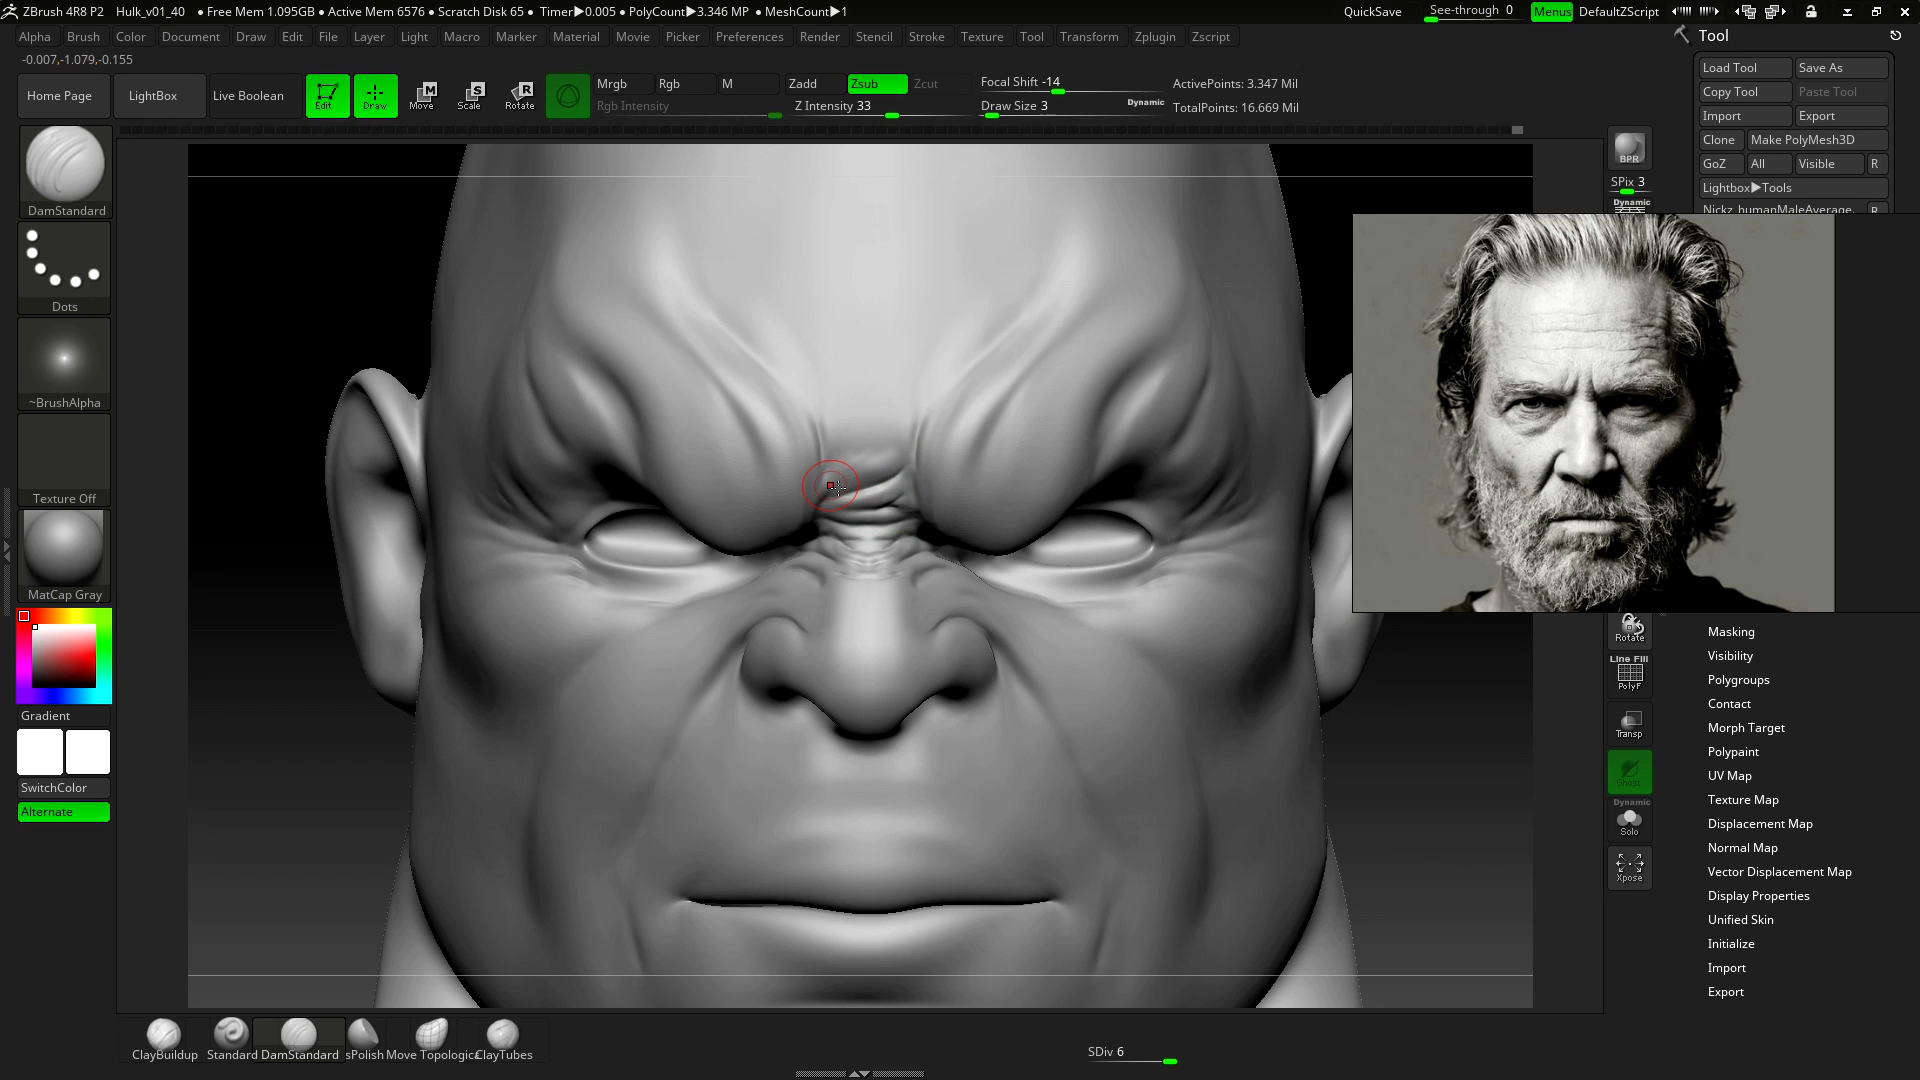 ZBrush 4R8 P2 Hulk_v01_40 ● Free Mem 1.095GB ● Active Mem 6576 ● Scratch Disk 65 ● Timer▶0.005 ● PolyCount▶3.346 MP ● MeshCount▶1 QuickSave See-through 0 Menus DefaultZScript
Alpha Brush Color Document Draw Edit File Layer Light Macro Marker Material Movie Picker Preferences Render Stencil Stroke Texture Tool Transform Zplugin Zscript
Tool
-0.007,-1.079,-0.155
Load Tool Save As
Copy Tool Paste Tool
Import Export
Clone Make PolyMesh3D
GoZ All Visible R
Lightbox▶Tools
Nickz_humanMaleAverage. R
Home Page LightBox Live Boolean Edit Draw Move Scale Rotate
Mrgb Rgb M Zadd Zsub Zcut Focal Shift -14 ActivePoints: 3.347 Mil
Rgb Intensity Z Intensity 33 Draw Size 3 Dynamic TotalPoints: 16.669 Mil
DamStandard
Dots
~BrushAlpha
Texture Off
MatCap Gray
Gradient
SwitchColor
Alternate
BPR
SPix 3
Dynamic
Rotate
Line Fill
PolyF
Transp
Ghost
Dynamic
Solo
Xpose
Masking
Visibility
Polygroups
Contact
Morph Target
Polypaint
UV Map
Texture Map
Displacement Map
Normal Map
Vector Displacement Map
Display Properties
Unified Skin
Initialize
Import
Export
ClayBuildup Standard DamStandard sPolish Move Topologica ClayTubes
SDiv 6